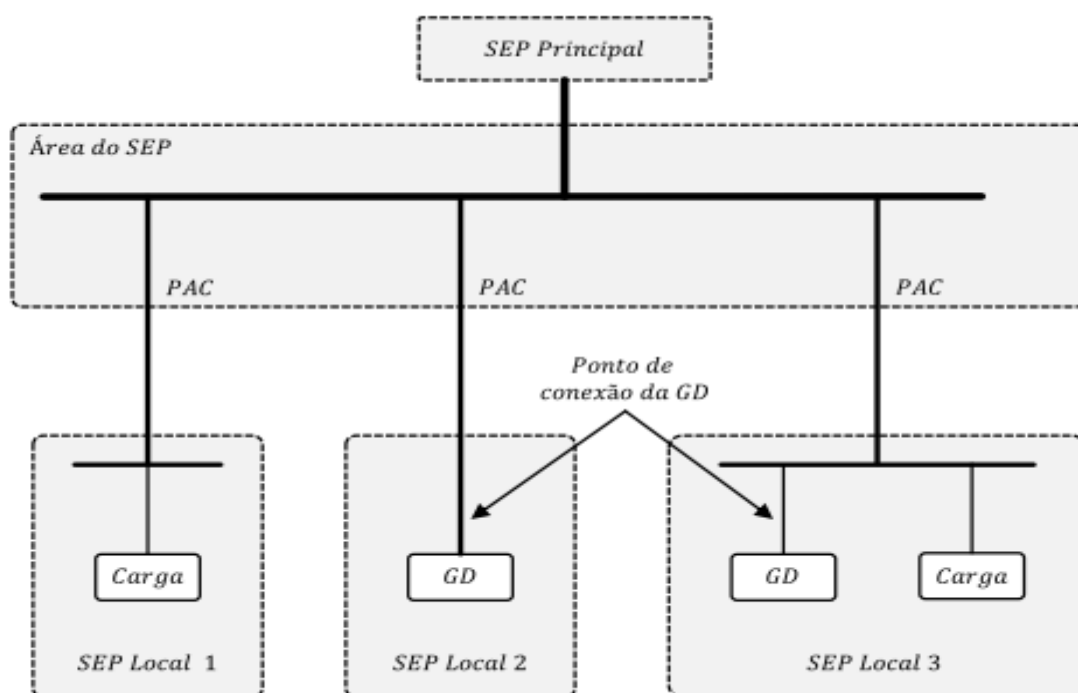 SEP Principal
Área do SEP
PAC
PAC
PAC
Ponto de
conexão da GD
Carga
GD
GD
Carga
SEP Local 1
SEP Local 2
SEP Local 3